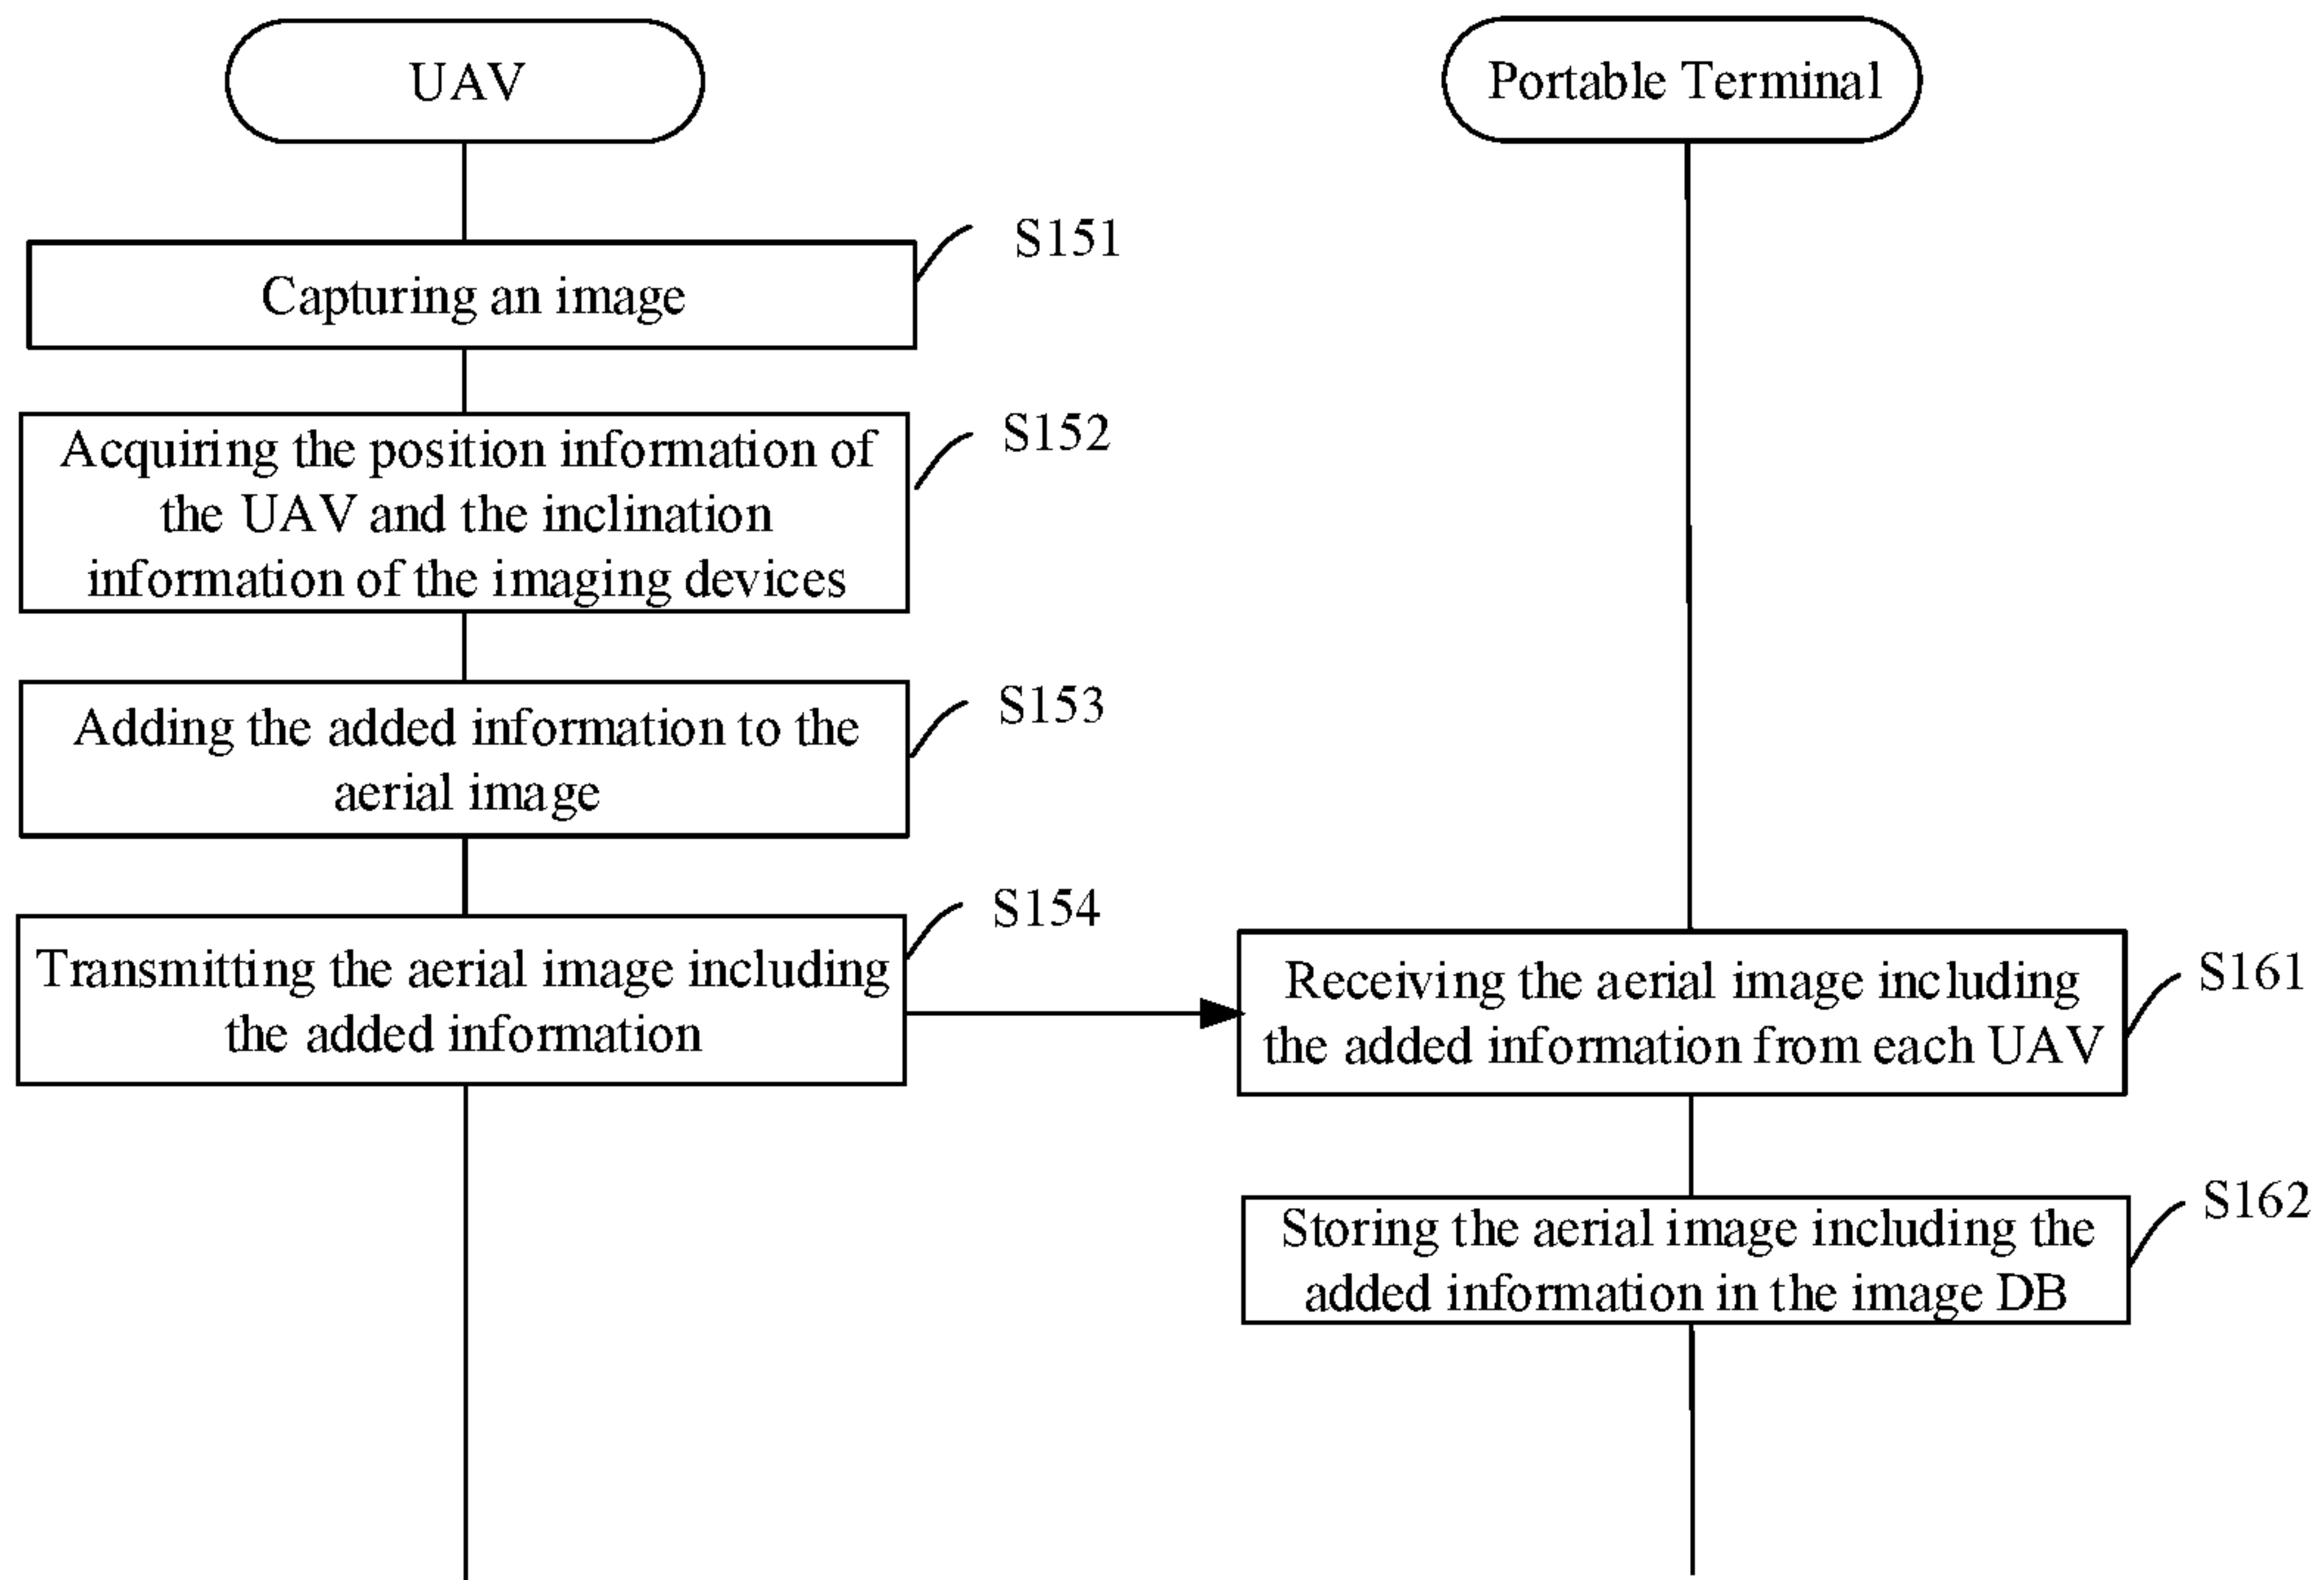 UAV
Portable Terminal
S151
Capturing an image
S152
Acquiring the position information of
the UAV and the inclination
information of the imaging devices
S153
Adding the added information to the
aerial image
S154
Transmitting the aerial image including
the added information
S161
Receiving the aerial image including
the added information from each UAV
S162
Storing the aerial image including the
added information in the image DB